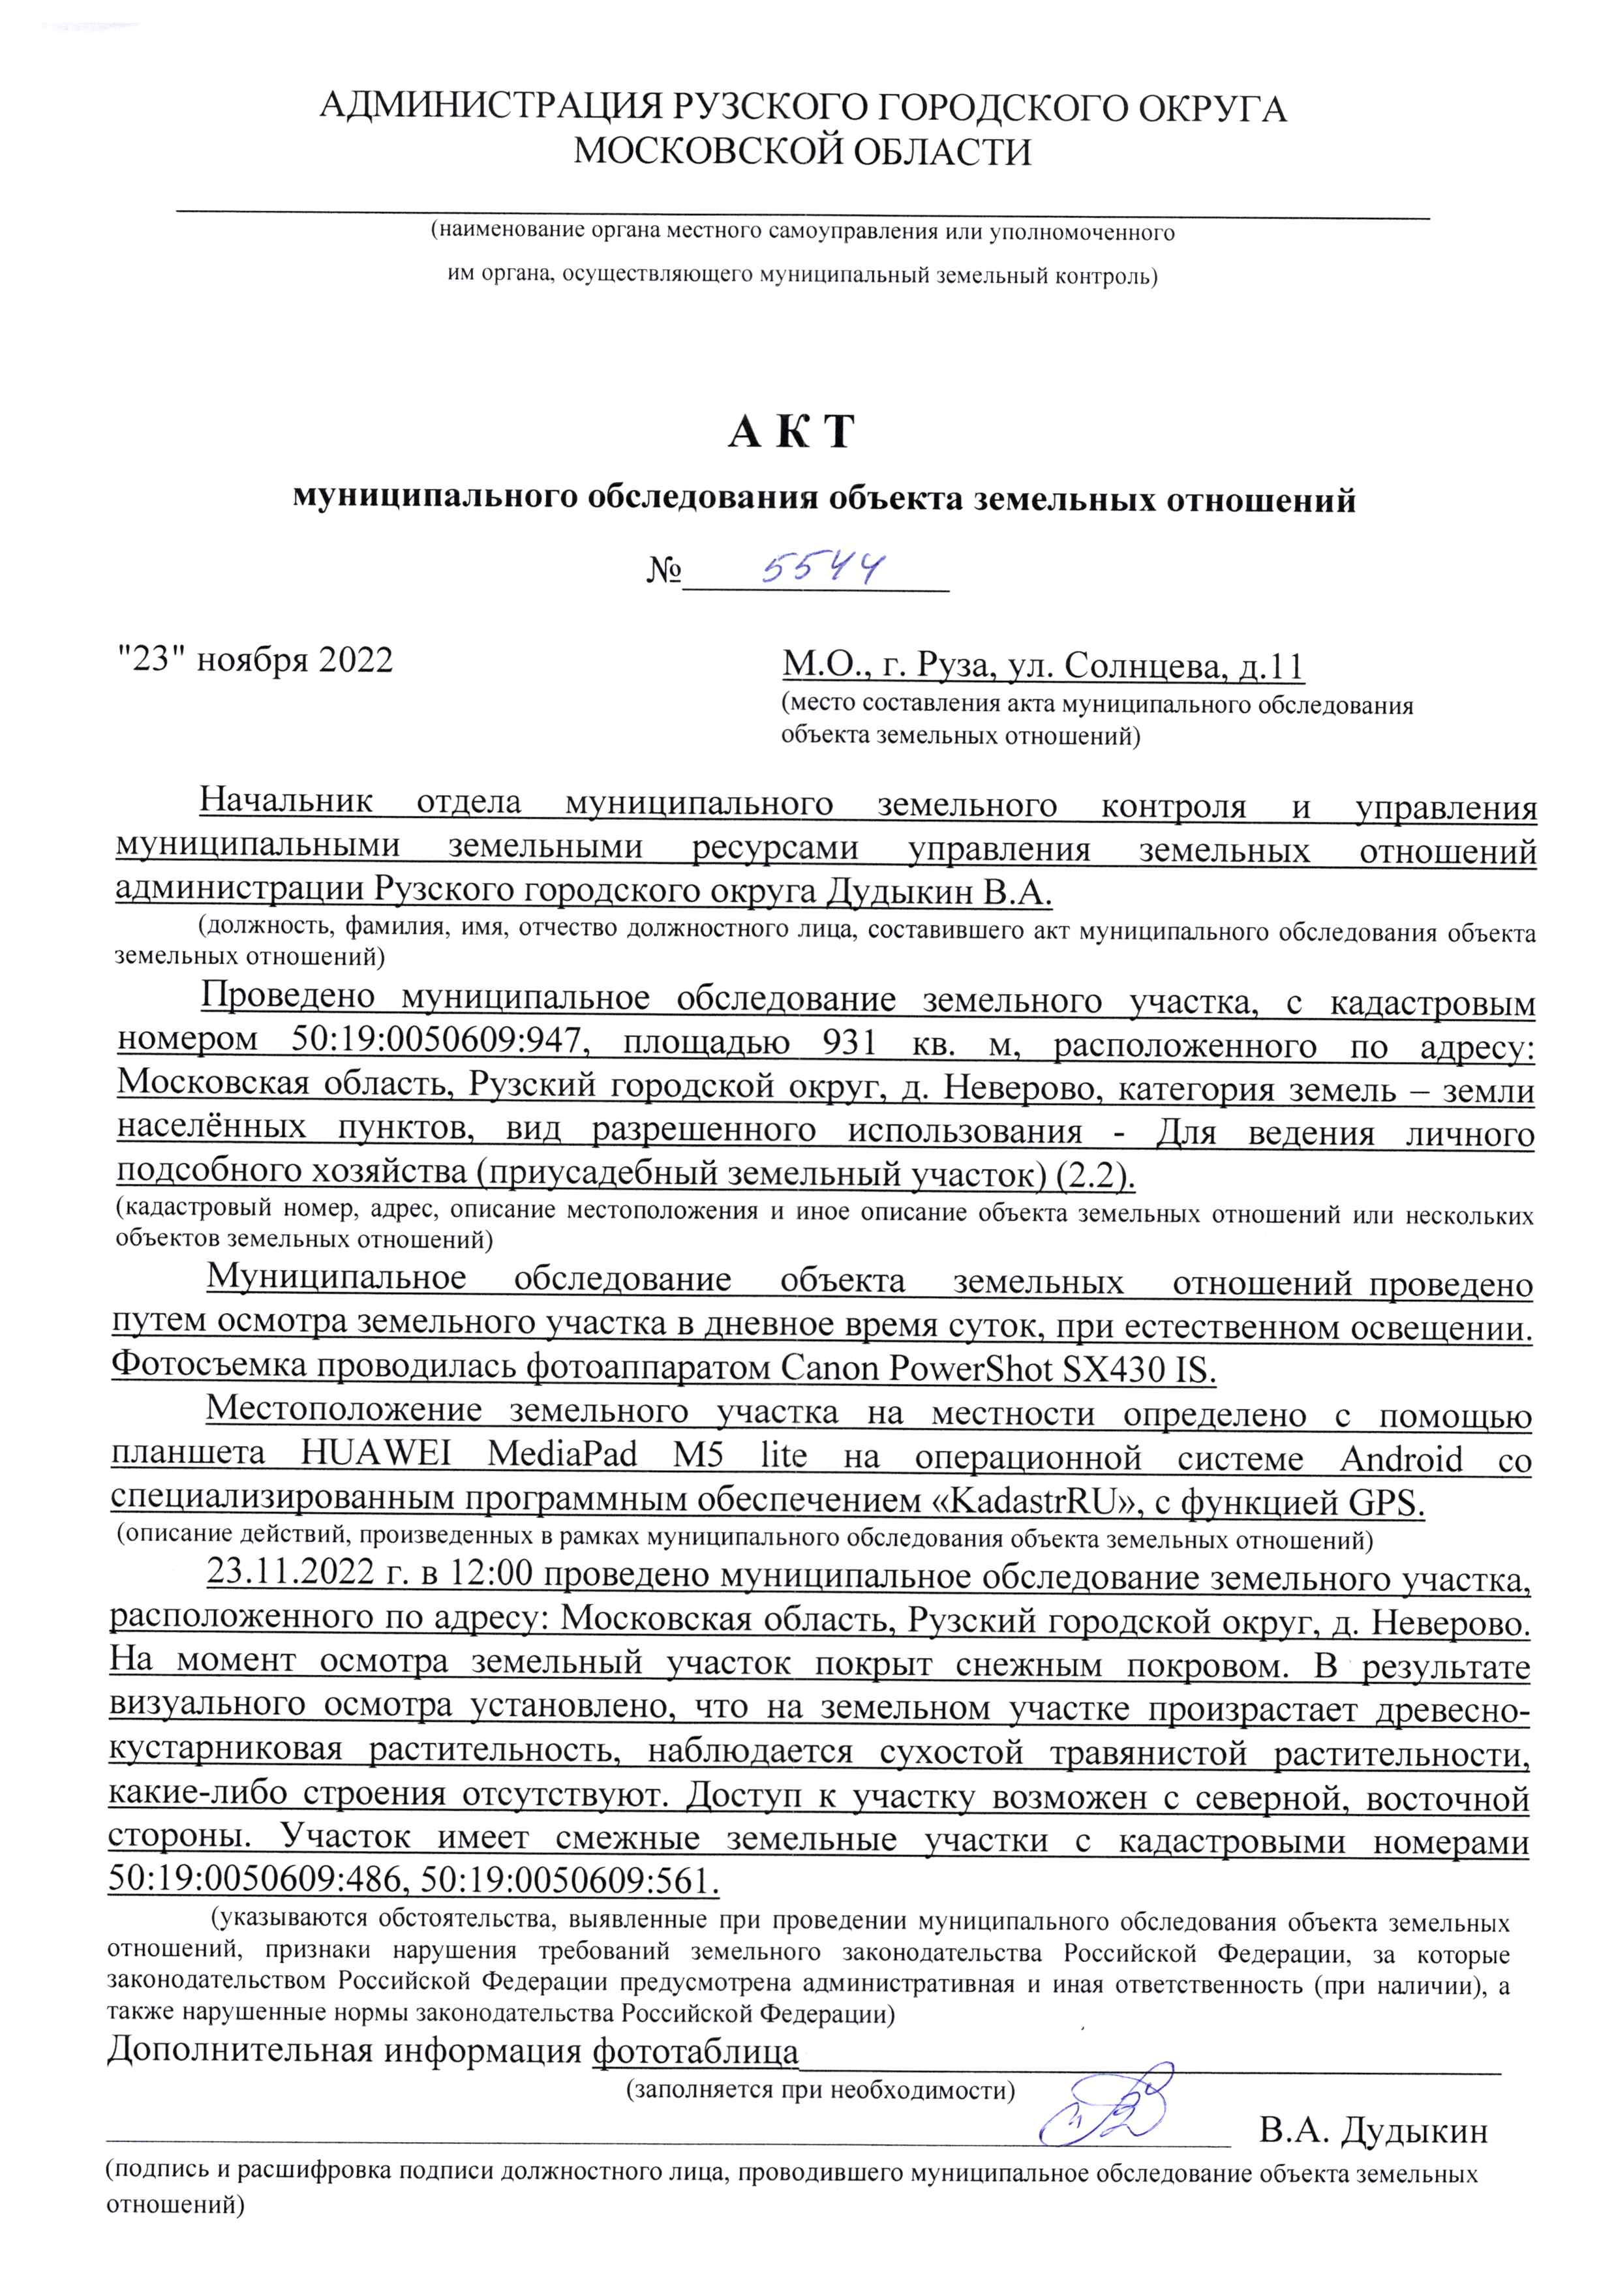 АДМИНИСТРАЦИЯ РУЗСКОГО ГОРОДСКОГО ОКРУГА
МОСКОВСКОЙ ОБЛАСТИ
(наименование органа местного самоуправления или уполномоченного
им органа, осуществляющего муниципальный земельный контроль)
А К Т
муниципального обследования объекта земельных отношений
№ 5544
"23" ноября 2022
М.О., г. Руза, ул. Солнцева, д.11
(место составления акта муниципального обследования
объекта земельных отношений)
Начальник отдела муниципального земельного контроля и управления
муниципальными земельными ресурсами управления земельных отношений
администрации Рузского городского округа Дудыкин В.А.
(должность, фамилия, имя, отчество должностного лица, составившего акт муниципального обследования объекта
земельных отношений)
Проведено муниципальное обследование земельного участка, с кадастровым
номером 50:19:0050609:947, площадью 931 кв. м, расположенного по адресу:
Московская область, Рузский городской округ, д. Неверово, категория земель – земли
населённых пунктов, вид разрешенного использования - Для ведения личного
подсобного хозяйства (приусадебный земельный участок) (2.2).
(кадастровый номер, адрес, описание местоположения и иное описание объекта земельных отношений или нескольких
объектов земельных отношений)
Муниципальное обследование объекта земельных отношений проведено
путем осмотра земельного участка в дневное время суток, при естественном освещении.
Фотосъемка проводилась фотоаппаратом Canon PowerShot SX430 IS.
Местоположение земельного участка на местности определено с помощью
планшета HUAWEI MediaPad M5 lite на операционной системе Android со
специализированным программным обеспечением «KadastrRU», с функцией GPS.
(описание действий, произведенных в рамках муниципального обследования объекта земельных отношений)
23.11.2022 г. в 12:00 проведено муниципальное обследование земельного участка,
расположенного по адресу: Московская область, Рузский городской округ, д. Неверово.
На момент осмотра земельный участок покрыт снежным покровом. В результате
визуального осмотра установлено, что на земельном участке произрастает древесно-
кустарниковая растительность, наблюдается сухостой травянистой растительности,
какие-либо строения отсутствуют. Доступ к участку возможен с северной, восточной
стороны. Участок имеет смежные земельные участки с кадастровыми номерами
50:19:0050609:486, 50:19:0050609:561.
(указываются обстоятельства, выявленные при проведении муниципального обследования объекта земельных
отношений, признаки нарушения требований земельного законодательства Российской Федерации, за которые
законодательством Российской Федерации предусмотрена административная и иная ответственность (при наличии), а
также нарушенные нормы законодательства Российской Федерации)
Дополнительная информация фототаблица
(заполняется при необходимости)
В.А. Дудыкин
(подпись и расшифровка подписи должностного лица, проводившего муниципальное обследование объекта земельных
отношений)